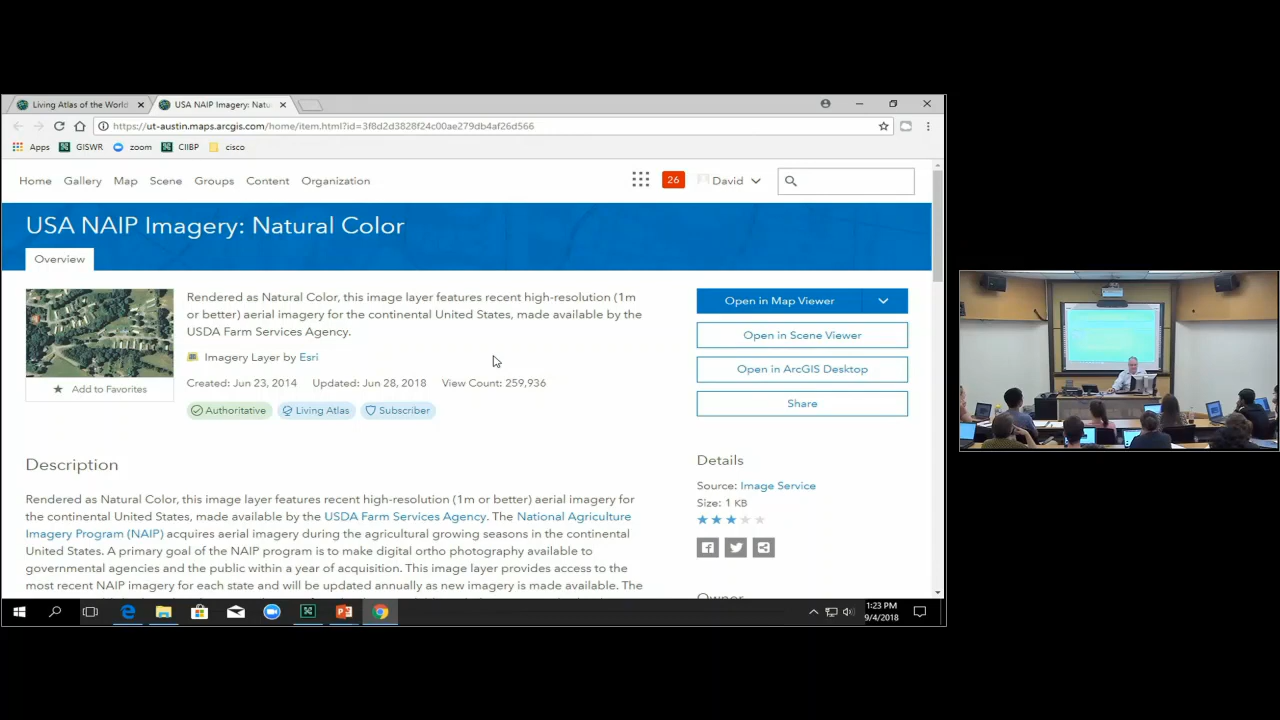 Living Atlas of the World
USA NAIP Imagery: Natu
https://ut-austin.maps.arcgis.com/home/item.html?id=3f8d2d3828f24c00ae279db4af26d566
Apps GISWR zoom CIIBP cisco
Home Gallery Map Scene Groups Content Organization 26 David
USA NAIP Imagery: Natural Color
Overview
Rendered as Natural Color, this image layer features recent high-resolution (1m
or better) aerial imagery for the continental United States, made available by the
USDA Farm Services Agency.
Imagery Layer by Esri
Created: Jun 23, 2014 Updated: Jun 28, 2018 View Count: 259,936
Add to Favorites
Authoritative Living Atlas Subscriber
Open in Map Viewer
Open in Scene Viewer
Open in ArcGIS Desktop
Share
Description
Rendered as Natural Color, this image layer features recent high-resolution (1m or better) aerial imagery for
the continental United States, made available by the USDA Farm Services Agency. The National Agriculture
Imagery Program (NAIP) acquires aerial imagery during the agricultural growing seasons in the continental
United States. A primary goal of the NAIP program is to make digital ortho photography available to
governmental agencies and the public within a year of acquisition. This image layer provides access to the
most recent NAIP imagery for each state and will be updated annually as new imagery is made available. The
Details
Source: Image Service
Size: 1 KB
Owner
1:23 PM
9/4/2018